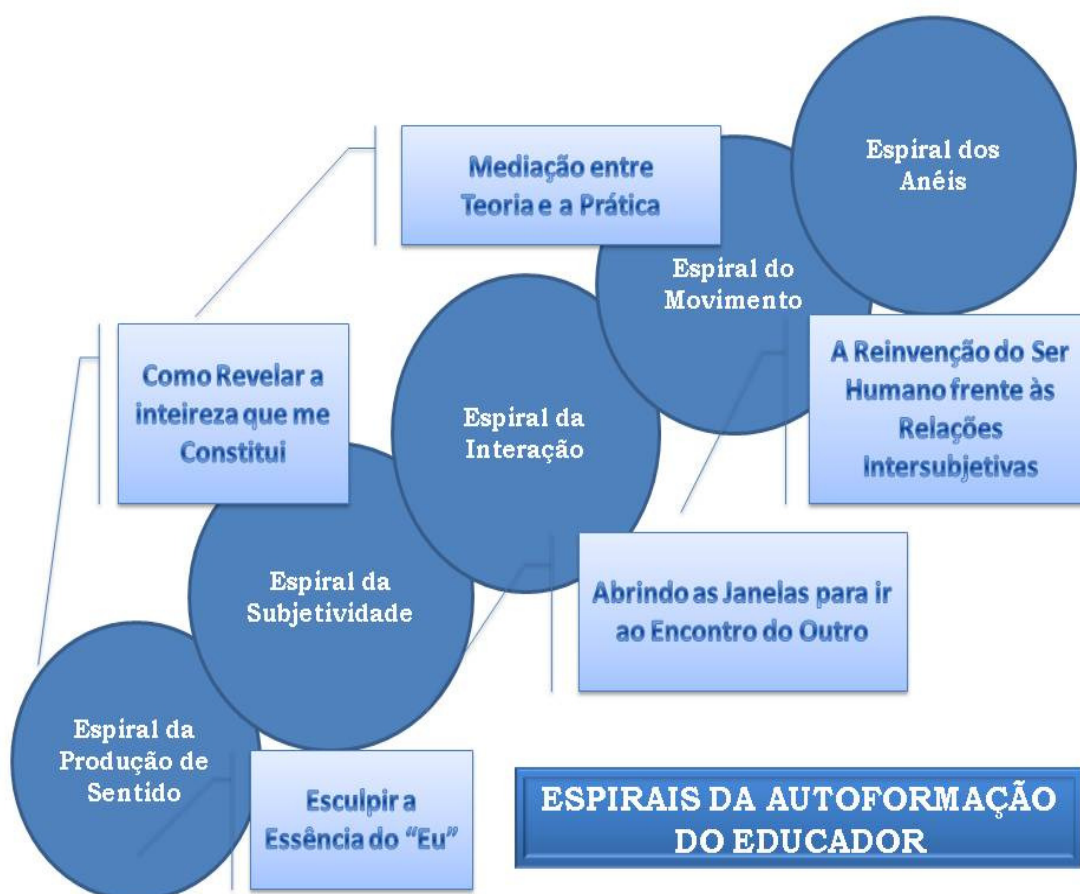 Espiral dos
Anéis
Mediação entre
Teoria e a Prática
Espiral do
Movimento
Como Revelar a
inteireza que me
Constitui
A Reinvenção do Ser
Humano frente às
Relações
Intersubjetivas
Espiral da
Interação
Espiral da
Subjetividade
Abrindo as Janelas para ir
ao Encontro do Outro
Espiral da
Produção de
Sentido
Esculpir a
Essência do “Eu”
ESPIRAIS DA AUTOFORMAÇÃO
DO EDUCADOR